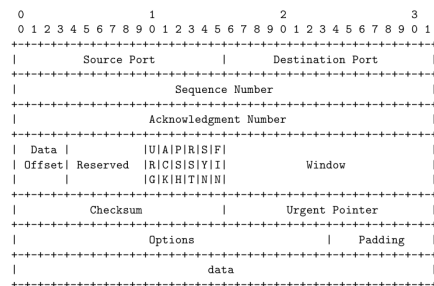 0                   1                   2                   3
 0 1 2 3 4 5 6 7 8 9 0 1 2 3 4 5 6 7 8 9 0 1 2 3 4 5 6 7 8 9 0 1
+-+-+-+-+-+-+-+-+-+-+-+-+-+-+-+-+-+-+-+-+-+-+-+-+-+-+-+-+-+-+-+-
|          Source Port          |       Destination Port        |
+-+-+-+-+-+-+-+-+-+-+-+-+-+-+-+-+-+-+-+-+-+-+-+-+-+-+-+-+-+-+-+-
|                        Sequence Number                        |
+-+-+-+-+-+-+-+-+-+-+-+-+-+-+-+-+-+-+-+-+-+-+-+-+-+-+-+-+-+-+-+-
|                    Acknowledgment Number                      |
+-+-+-+-+-+-+-+-+-+-+-+-+-+-+-+-+-+-+-+-+-+-+-+-+-+-+-+-+-+-+-+-
|  Data |           |U|A|P|R|S|F|                               |
| Offset| Reserved  |R|C|S|S|Y|I|            Window             |
|       |           |G|K|H|T|N|N|                               |
+-+-+-+-+-+-+-+-+-+-+-+-+-+-+-+-+-+-+-+-+-+-+-+-+-+-+-+-+-+-+-+-
|           Checksum            |         Urgent Pointer        |
+-+-+-+-+-+-+-+-+-+-+-+-+-+-+-+-+-+-+-+-+-+-+-+-+-+-+-+-+-+-+-+-
|                    Options                    |    Padding    |
+-+-+-+-+-+-+-+-+-+-+-+-+-+-+-+-+-+-+-+-+-+-+-+-+-+-+-+-+-+-+-+-
|                             data                              |
+-+-+-+-+-+-+-+-+-+-+-+-+-+-+-+-+-+-+-+-+-+-+-+-+-+-+-+-+-+-+-+-